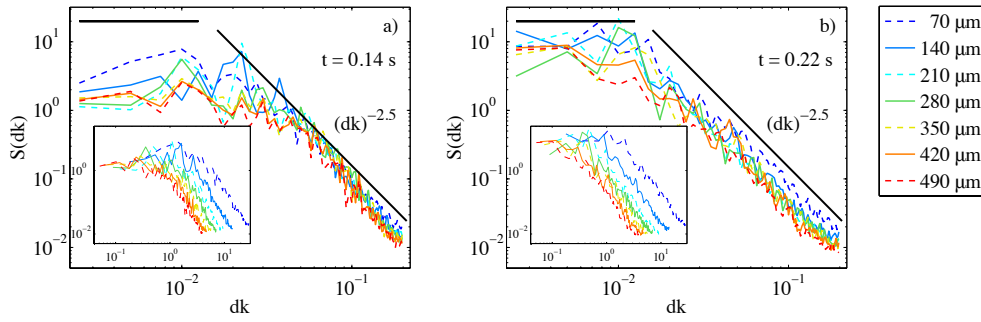 a)
t = 0.14 s
(dk)^-2.5
S(dk)
10^1
10^0
10^-1
10^-2
10^0
10^-2
10^-1
10^0
10^1
10^-2
10^-1
dk
b)
t = 0.22 s
(dk)^-2.5
S(dk)
10^1
10^0
10^-1
10^-2
10^0
10^-2
10^-1
10^0
10^1
10^-2
10^-1
dk
70 µm
140 µm
210 µm
280 µm
350 µm
420 µm
490 µm